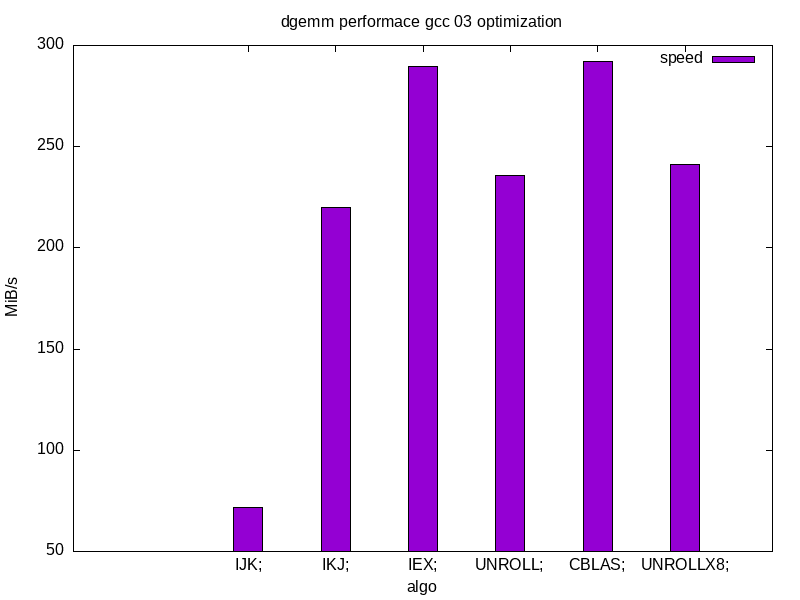 dgemm performace gcc 03 optimization
speed
300
250
200
150
100
50
MiB/s
IJK; IKJ; IEX; UNROLL; CBLAS; UNROLLX8;
algo